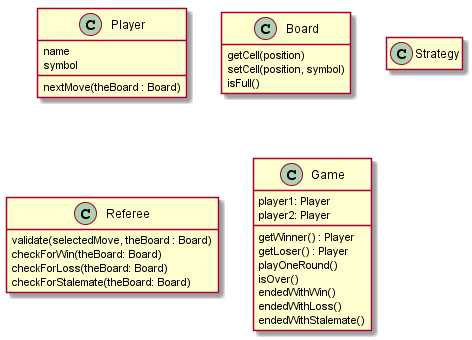 C Player
name
symbol
nextMove(theBoard : Board)
C Board
getCell(position)
setCell(position, symbol)
isFull()
C Strategy
C Referee
validate(selectedMove, theBoard : Board)
checkForWin(theBoard: Board)
checkForLoss(theBoard: Board)
checkForStalemate(theBoard: Board)
C Game
player1: Player
player2: Player
getWinner() : Player
getLoser() : Player
playOneRound()
isOver()
endedWithWin()
endedWithLoss()
endedWithStalemate()